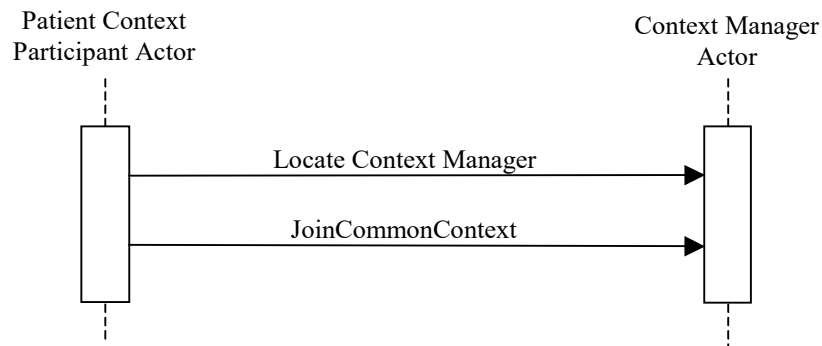 Patient Context
Participant Actor
Context Manager
Actor
Locate Context Manager
JoinCommonContext